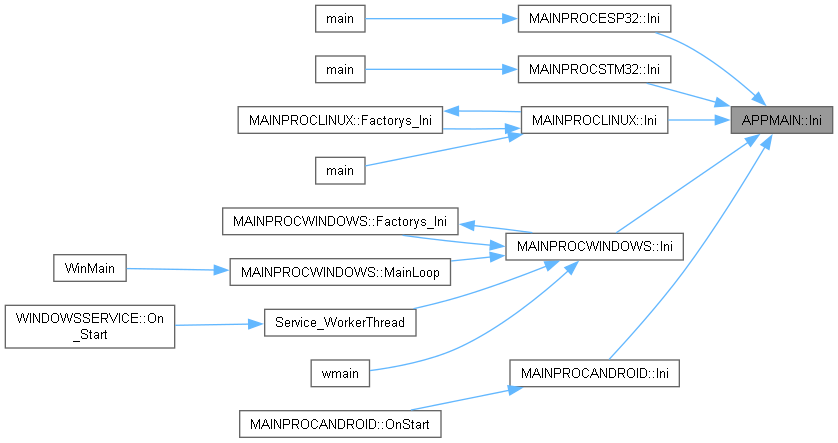 main
MAINPROCESP32::Ini
main
MAINPROCSTM32::Ini
MAINPROCLINUX::Factorys_Ini
MAINPROCLINUX::Ini
APPMAIN::Ini
main
MAINPROCWINDOWS::Factorys_Ini
MAINPROCWINDOWS::Ini
WinMain
MAINPROCWINDOWS::MainLoop
WINDOWSSERVICE::On
_Start
Service_WorkerThread
wmain
MAINPROCANDROID::Ini
MAINPROCANDROID::OnStart